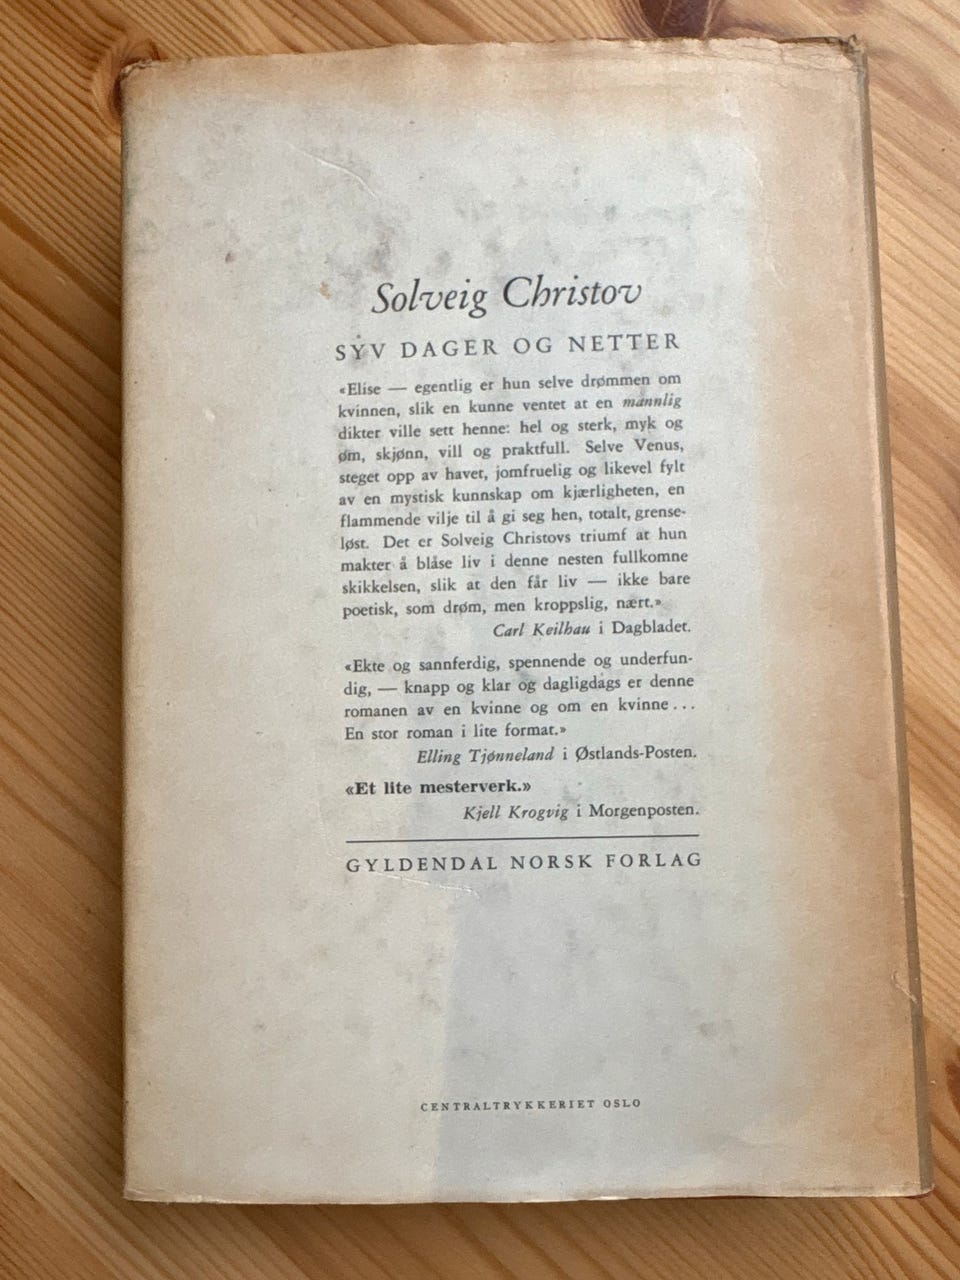 Solveig Christov
SYV DAGER OG NETTER
«Elise — egentlig er hun selve drømmen om
kvinnen, slik en kunne ventet at en mannlig
dikter ville sett henne: hel og sterk, myk og
øm, skjønn, vill og praktfull. Selve Venus,
steget opp av havet, jomfruelig og likevel fylt
av en mystisk kunnskap om kjærligheten, en
flammende vilje til å gi seg hen, totalt, grense-
løst. Det er Solveig Christovs triumf at hun
makter å blåse liv i denne nesten fullkomne
skikkelsen, slik at den får liv — ikke bare
poetisk, som drøm, men kroppslig, nært.»
Carl Keilhau i Dagbladet.
«Ekte og sannferdig, spennende og underfun-
dig, — knapp og klar og dagligdags er denne
romanen av en kvinne og om en kvinne . . .
En stor roman i lite format.»
Elling Tjønneland i Østlands-Posten.
«Et lite mesterverk.»
Kjell Krogvig i Morgenposten.
GYLDENDAL NORSK FORLAG
CENTRALTRYKKERIET OSLO